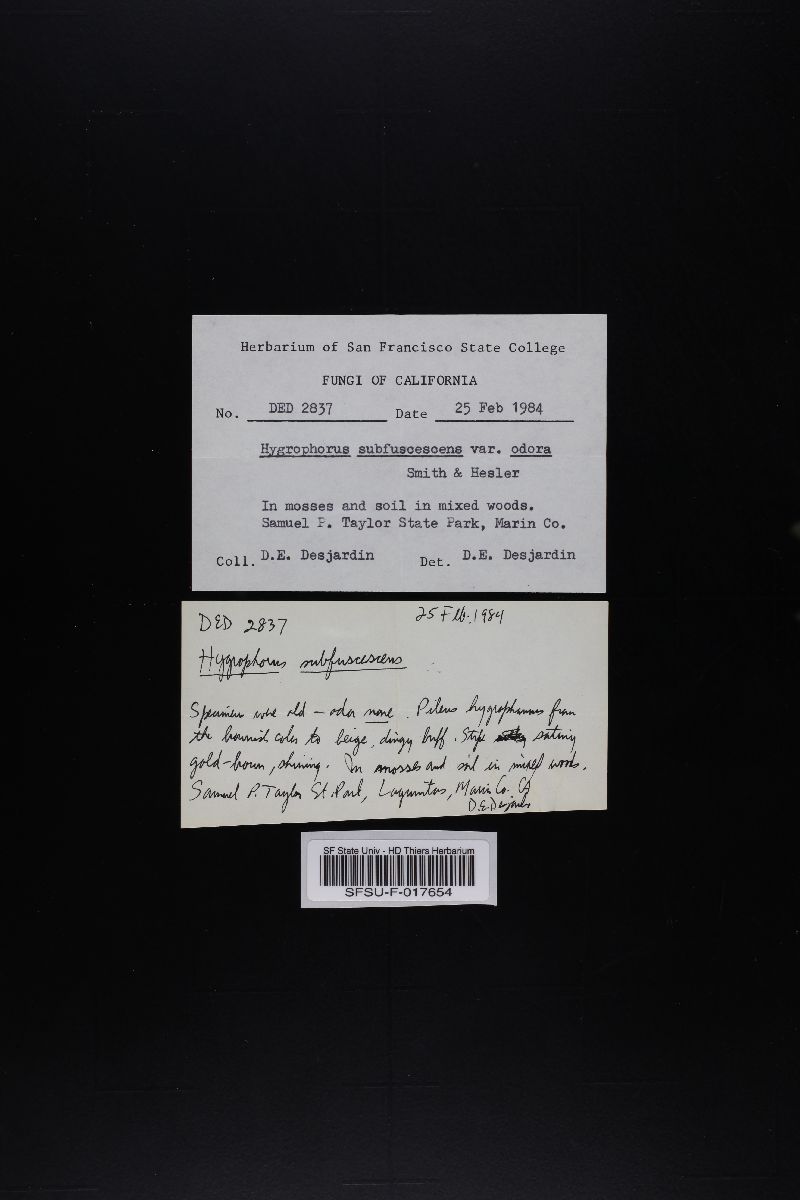 Herbarium of San Francisco State College
FUNGI OF CALIFORNIA
No. DED 2837 Date 25 Feb 1984
Hygrophorus subfuscescens var. odora
Smith & Hesler
In mosses and soil in mixed woods.
Samuel P. Taylor State Park, Marin Co.
Coll. D.E. Desjardin Det. D.E. Desjardin
DED 2837 25 Feb. 1984
Hygrophorus subfuscescens
Specimens were old - odor none. Pileus hygrophanous from
the brownish color to beige, dingy buff. Stipe satiny
gold-brown, shining. In mosses and soil in mixed woods.
Samuel P. Taylor St. Park, Lagunitas, Marin Co. CA
D.E. Desjardin
SF State Univ - HD Thiers Herbarium
SFSU-F-017654